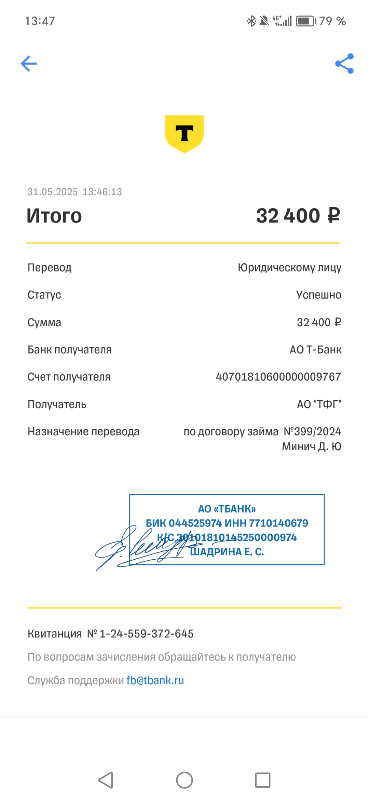 13:47 79 %
T
31.05.2025 13:46:13
Итого 32 400 ₽
Перевод Юридическому лицу
Статус Успешно
Сумма 32 400 ₽
Банк получателя АО Т-Банк
Счет получателя 40701810600000009767
Получатель АО "ТФГ"
Назначение перевода по договору займа №399/2024
Минич Д. Ю
АО «ТБАНК»
БИК 044525974 ИНН 7710140679
К/С 30101810145250000974
ШАДРИНА Е. С.
Квитанция № 1-24-559-372-645
По вопросам зачисления обращайтесь к получателю
Служба поддержки fb@tbank.ru